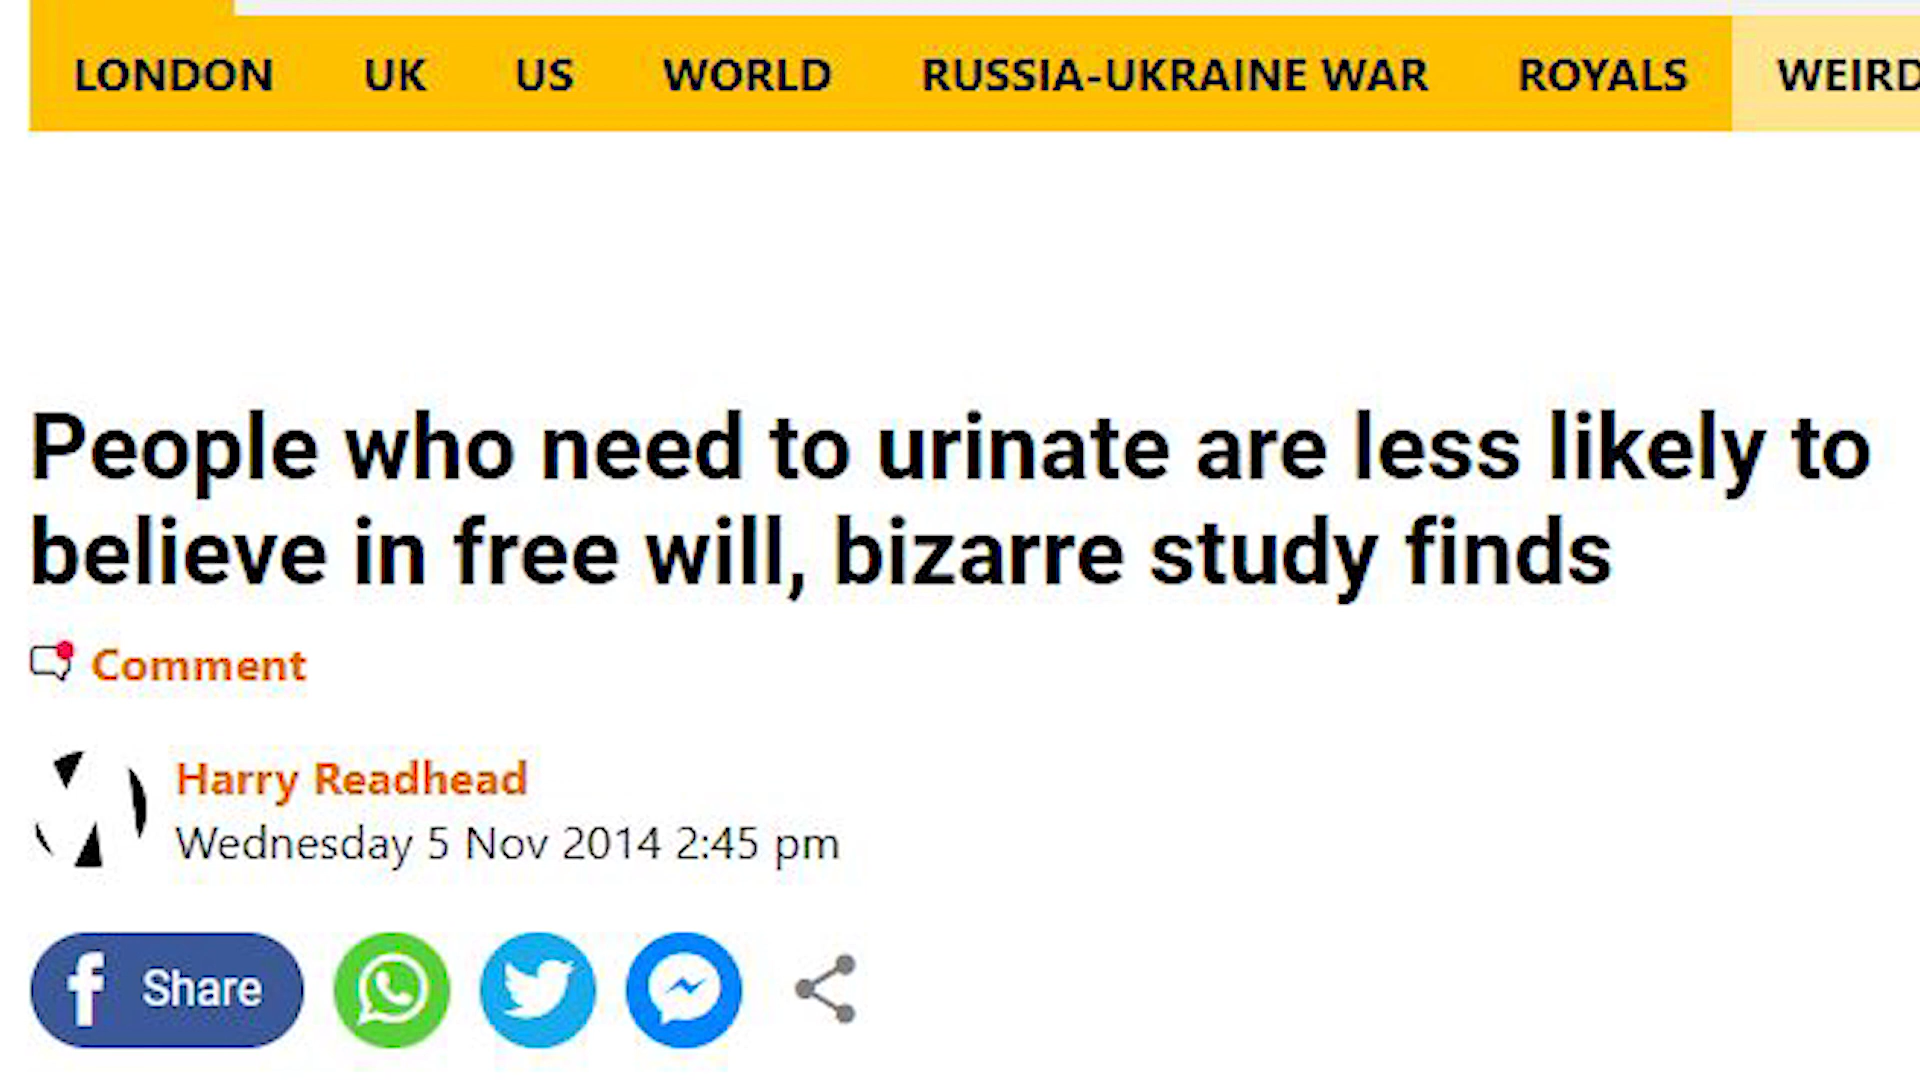 LONDON UK US WORLD RUSSIA-UKRAINE WAR ROYALS WEIRD
People who need to urinate are less likely to
believe in free will, bizarre study finds
Comment
Harry Readhead
Wednesday 5 Nov 2014 2:45 pm
Share